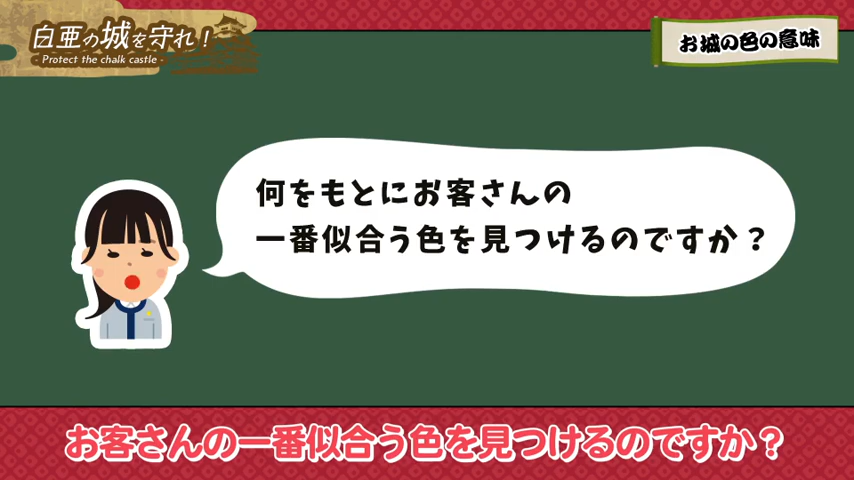 白亜の城を守れ！
- Protect the chalk castle -
お城の色の意味
何をもとにお客さんの
一番似合う色を見つけるのですか？
お客さんの一番似合う色を見つけるのですか？